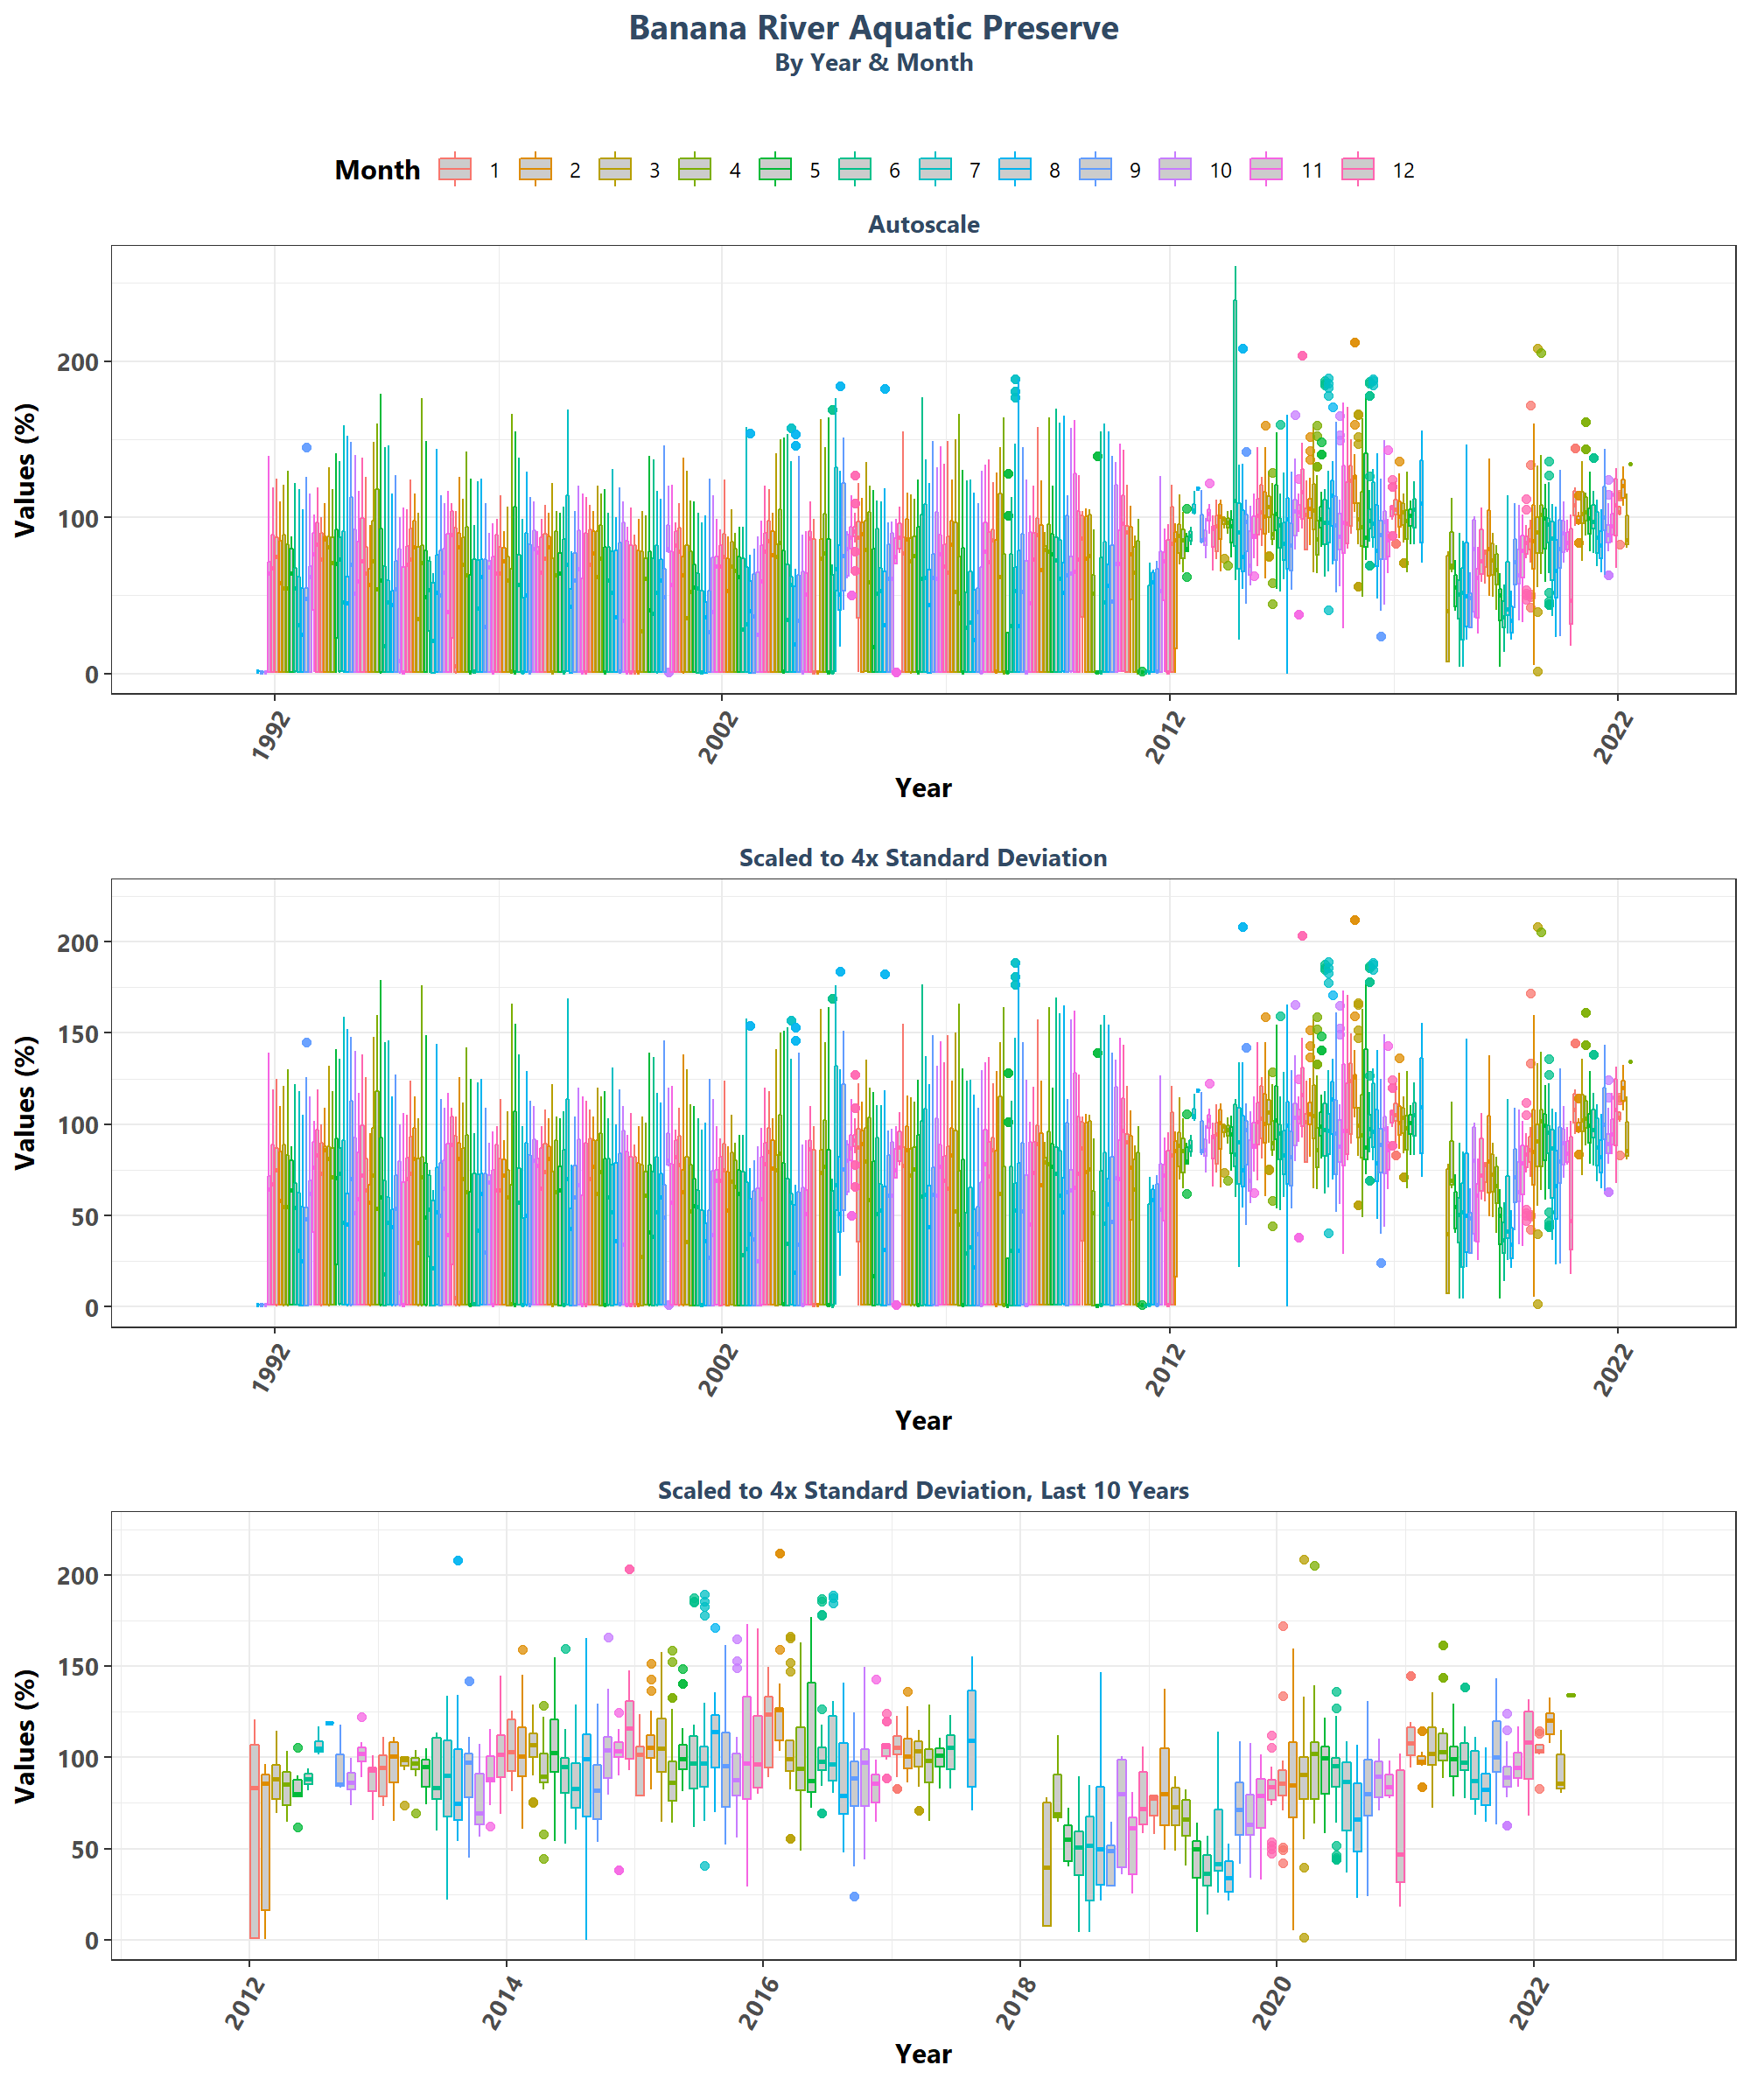 Banana River Aquatic Preserve
By Year & Month
Month 1 2 3 4 5 6 7 8 9 10 11 12
Autoscale
Values (%)
200
100
0
1992 2002 2012 2022
Year
Scaled to 4x Standard Deviation
Values (%)
200
150
100
50
0
1992 2002 2012 2022
Year
Scaled to 4x Standard Deviation, Last 10 Years
Values (%)
200
150
100
50
0
2012 2014 2016 2018 2020 2022
Year